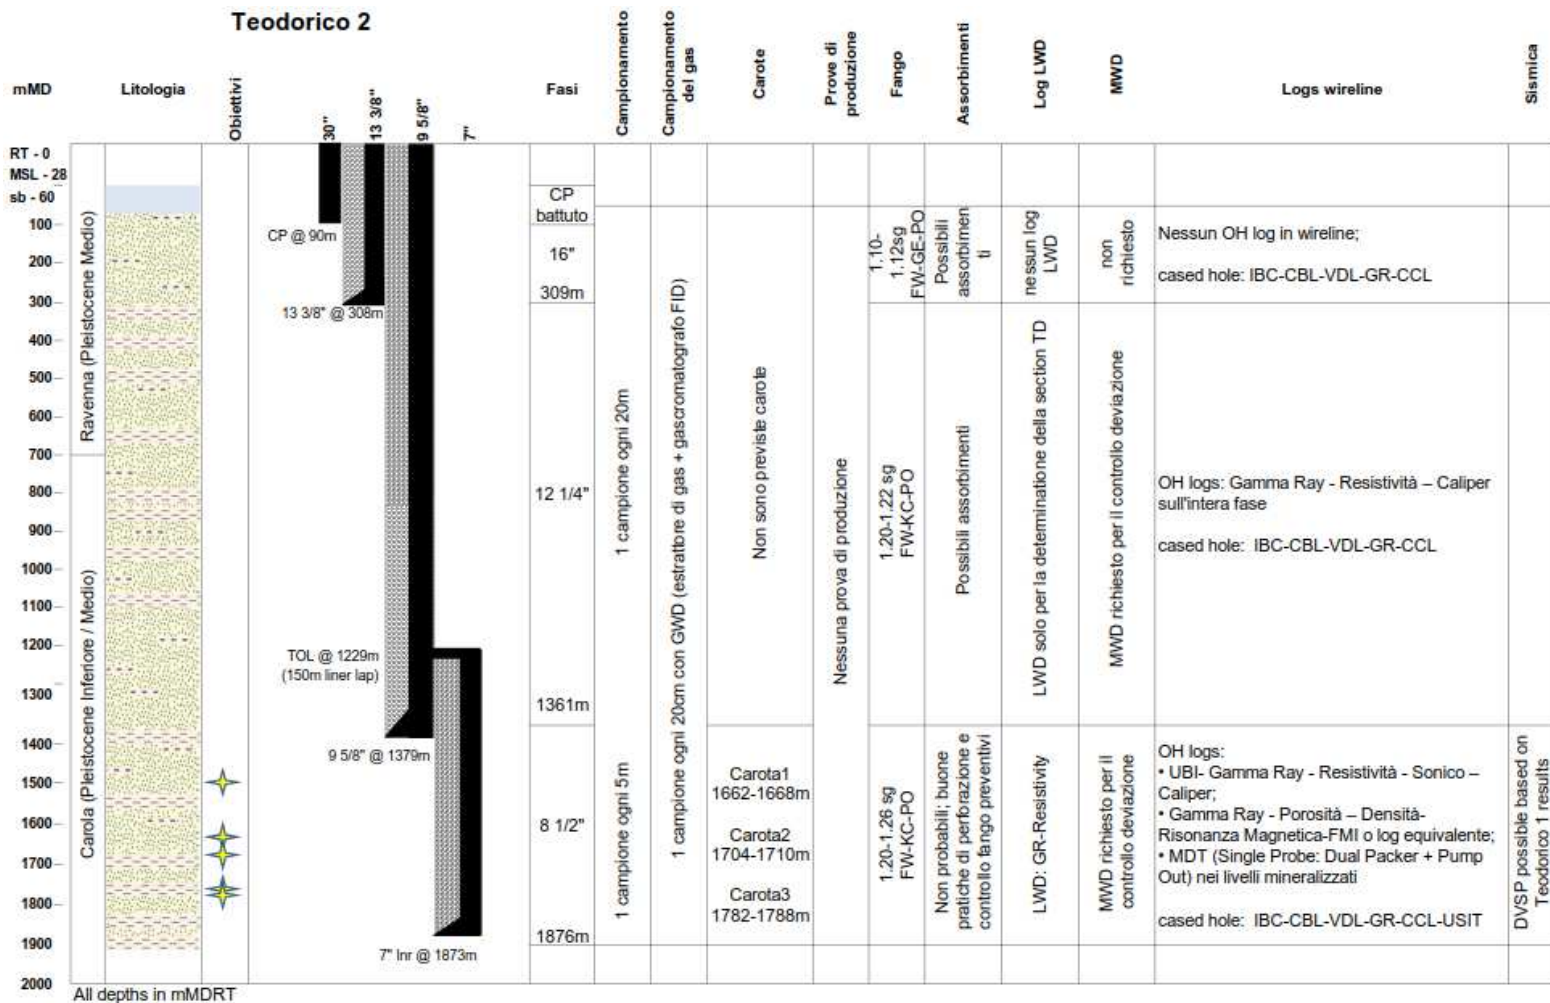 Teodorico 2
mMD
Litologia
Obiettivi
30"
13 3/8"
9 5/8"
7"
Fasi
Campionamento
Campionamento
del gas
Carote
Prove di
produzione
Fango
Assorbimenti
Log LWD
MWD
Logs wireline
Sismica
RT - 0
MSL - 28
sb - 60
100
200
300
400
500
600
700
800
900
1000
1100
1200
1300
1400
1500
1600
1700
1800
1900
2000
Ravenna (Pleistocene Medio)
Carola (Pleistocene Inferiore / Medio)
CP @ 90m
13 3/8" @ 308m
TOL @ 1229m
(150m liner lap)
9 5/8" @ 1379m
7" lnr @ 1873m
CP
battuto
16"
309m
12 1/4"
1361m
8 1/2"
1876m
1 campione ogni 20m
1 campione ogni 5m
1 campione ogni 20cm con GWD (estrattore di gas + gascromatografo FID)
Non sono previste carote
Carota1
1662-1668m
Carota2
1704-1710m
Carota3
1782-1788m
Nessuna prova di produzione
1.10-
1.12sg
FW-GE-PO
1.20-1.22 sg
FW-KC-PO
1.20-1.26 sg
FW-KC-PO
Possibili
assorbimen
ti
Possibili assorbimenti
Non probabili; buone
pratiche di perforazione e
controllo fango preventivi
nessun log
LWD
LWD solo per la determinatione della section TD
LWD: GR-Resistivity
non
richiesto
MWD richiesto per il controllo deviazione
MWD richiesto per il
controllo deviazione
Nessun OH log in wireline;
cased hole: IBC-CBL-VDL-GR-CCL
OH logs: Gamma Ray - Resistività – Caliper
sull'intera fase
cased hole: IBC-CBL-VDL-GR-CCL
OH logs:
• UBI- Gamma Ray - Resistività - Sonico –
Caliper;
• Gamma Ray - Porosità – Densità-
Risonanza Magnetica-FMI o log equivalente;
• MDT (Single Probe: Dual Packer + Pump
Out) nei livelli mineralizzati
cased hole: IBC-CBL-VDL-GR-CCL-USIT
DVSP possible based on
Teodorico 1 results
All depths in mMDRT